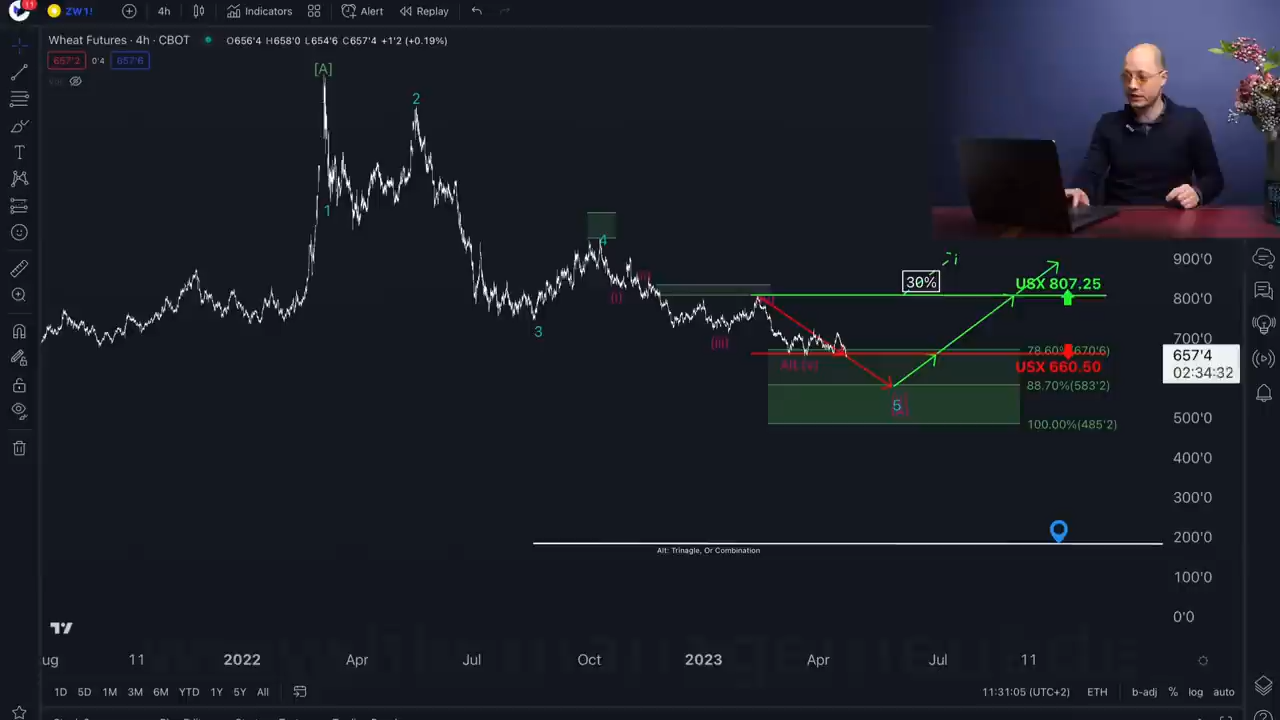 11
ZW1!
4h
Indicators
Alert
Replay
Wheat Futures · 4h · CBOT
O656'4 H658'0 L654'6 C657'4 +1'2 (+0.19%)
657'2 0'4 657'6
[A]
2
1
4
3
(i)
(iii)
Alt (v)
5
30%
USX 807.25
78.60%(670'6)
USX 660.50
88.70%(583'2)
100.00%(485'2)
Alt: Trinagle, Or Combination
900'0
800'0
700'0
657'4
02:34:32
500'0
400'0
300'0
200'0
100'0
0'0
ug 11 2022 Apr Jul Oct 2023 Apr Jul 11
1D 5D 1M 3M 6M YTD 1Y 5Y All
11:31:05 (UTC+2) ETH b-adj % log auto